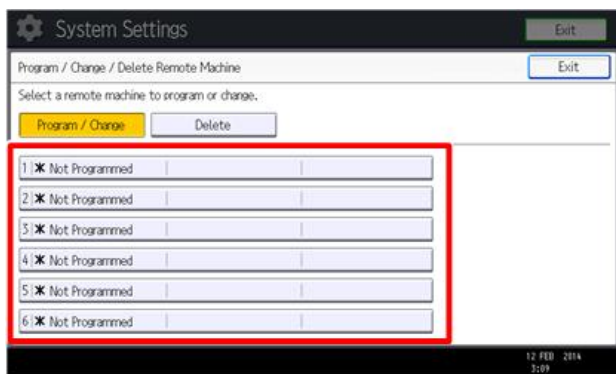 System Settings Exit
Program / Change / Delete Remote Machine Exit
Select a remote machine to program or change.
Program / Change Delete
1 * Not Programmed
2 * Not Programmed
3 * Not Programmed
4 * Not Programmed
5 * Not Programmed
6 * Not Programmed
12 FEB 2014
3:09